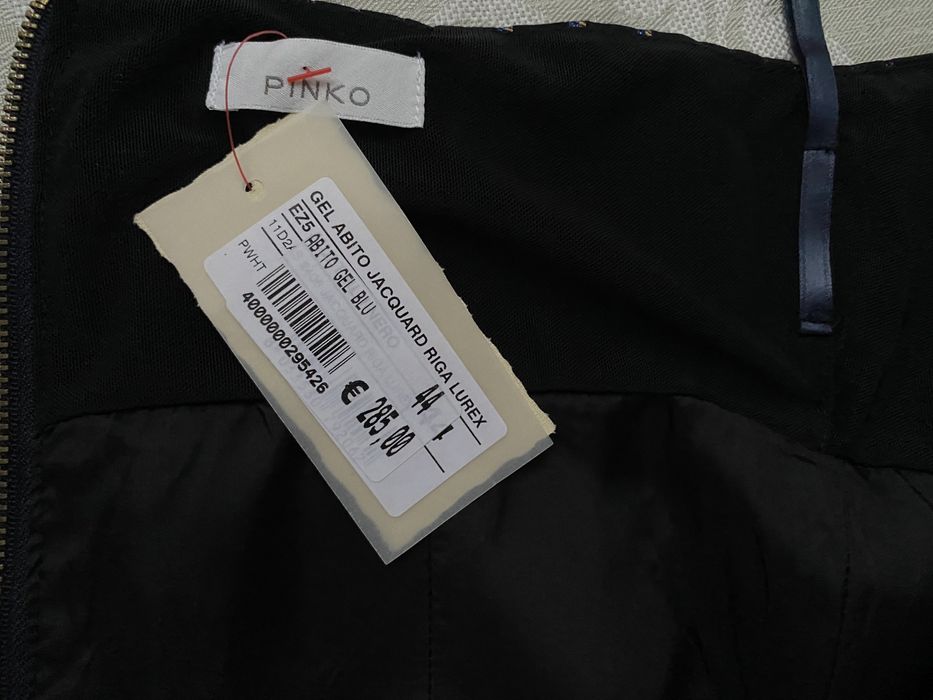 PINKO
GEL ABITO JACQUARD RIGA LUREX
EZ5 ABITO GEL BLU
11D2
PWHT
4000000295426
44
€ 285,00